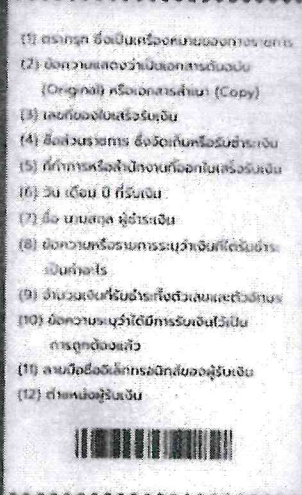 (1) ตราครุฑ ซึ่งเป็นเครื่องหมายของทางราชการ
(2) ข้อความแสดงว่าเป็นเอกสารต้นฉบับ
(Original) หรือเอกสารสำเนา (Copy)
(3) เลขที่ของใบเสร็จรับเงิน
(4) ชื่อส่วนราชการ ซึ่งจัดเก็บหรือรับชำระเงิน
(5) ที่ทำการหรือสำนักงานที่ออกใบเสร็จรับเงิน
(6) วัน เดือน ปี ที่รับเงิน
(7) ชื่อ นามสกุล ผู้ชำระเงิน
(8) ข้อความหรือรายการระบุว่าเงินที่ได้รับชำระ
เป็นค่าอะไร
(9) จำนวนเงินที่รับชำระทั้งตัวเลขและตัวอักษร
(10) ข้อความระบุว่าได้มีการรับเงินไว้เป็น
การถูกต้องแล้ว
(11) ลายมือชื่ออิเล็กทรอนิกส์ของผู้รับเงิน
(12) ตำแหน่งผู้รับเงิน